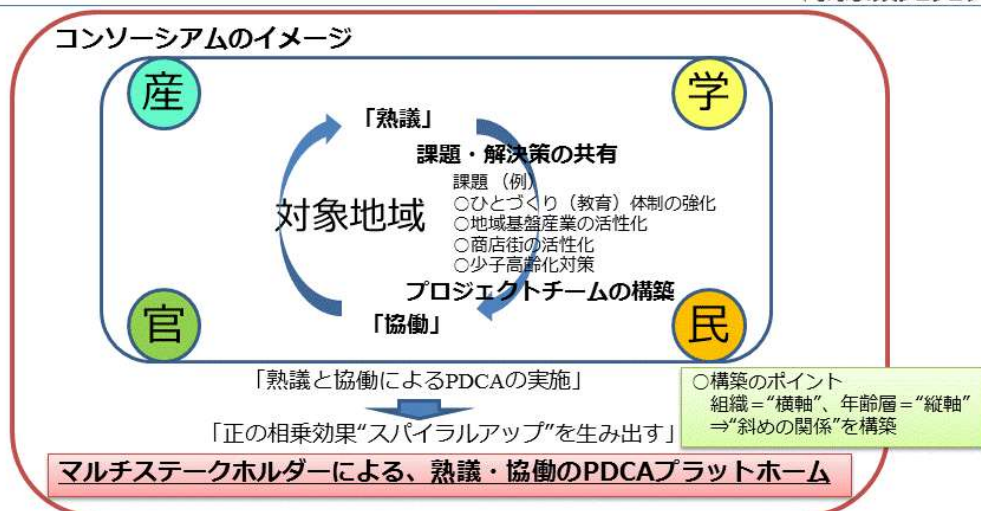 コンソーシアムのイメージ
産
学
「熟議」
課題・解決策の共有
課題（例）
○ひとづくり（教育）体制の強化
○地域基盤産業の活性化
○商店街の活性化
○少子高齢化対策
対象地域
プロジェクトチームの構築
「協働」
官
民
「熟議と協働によるPDCAの実施」
「正の相乗効果“スパイラルアップ”を生み出す」
○構築のポイント
組織＝“横軸”、年齢層＝“縦軸”
⇒“斜めの関係”を構築
マルチステークホルダーによる、熟議・協働のPDCAプラットホーム